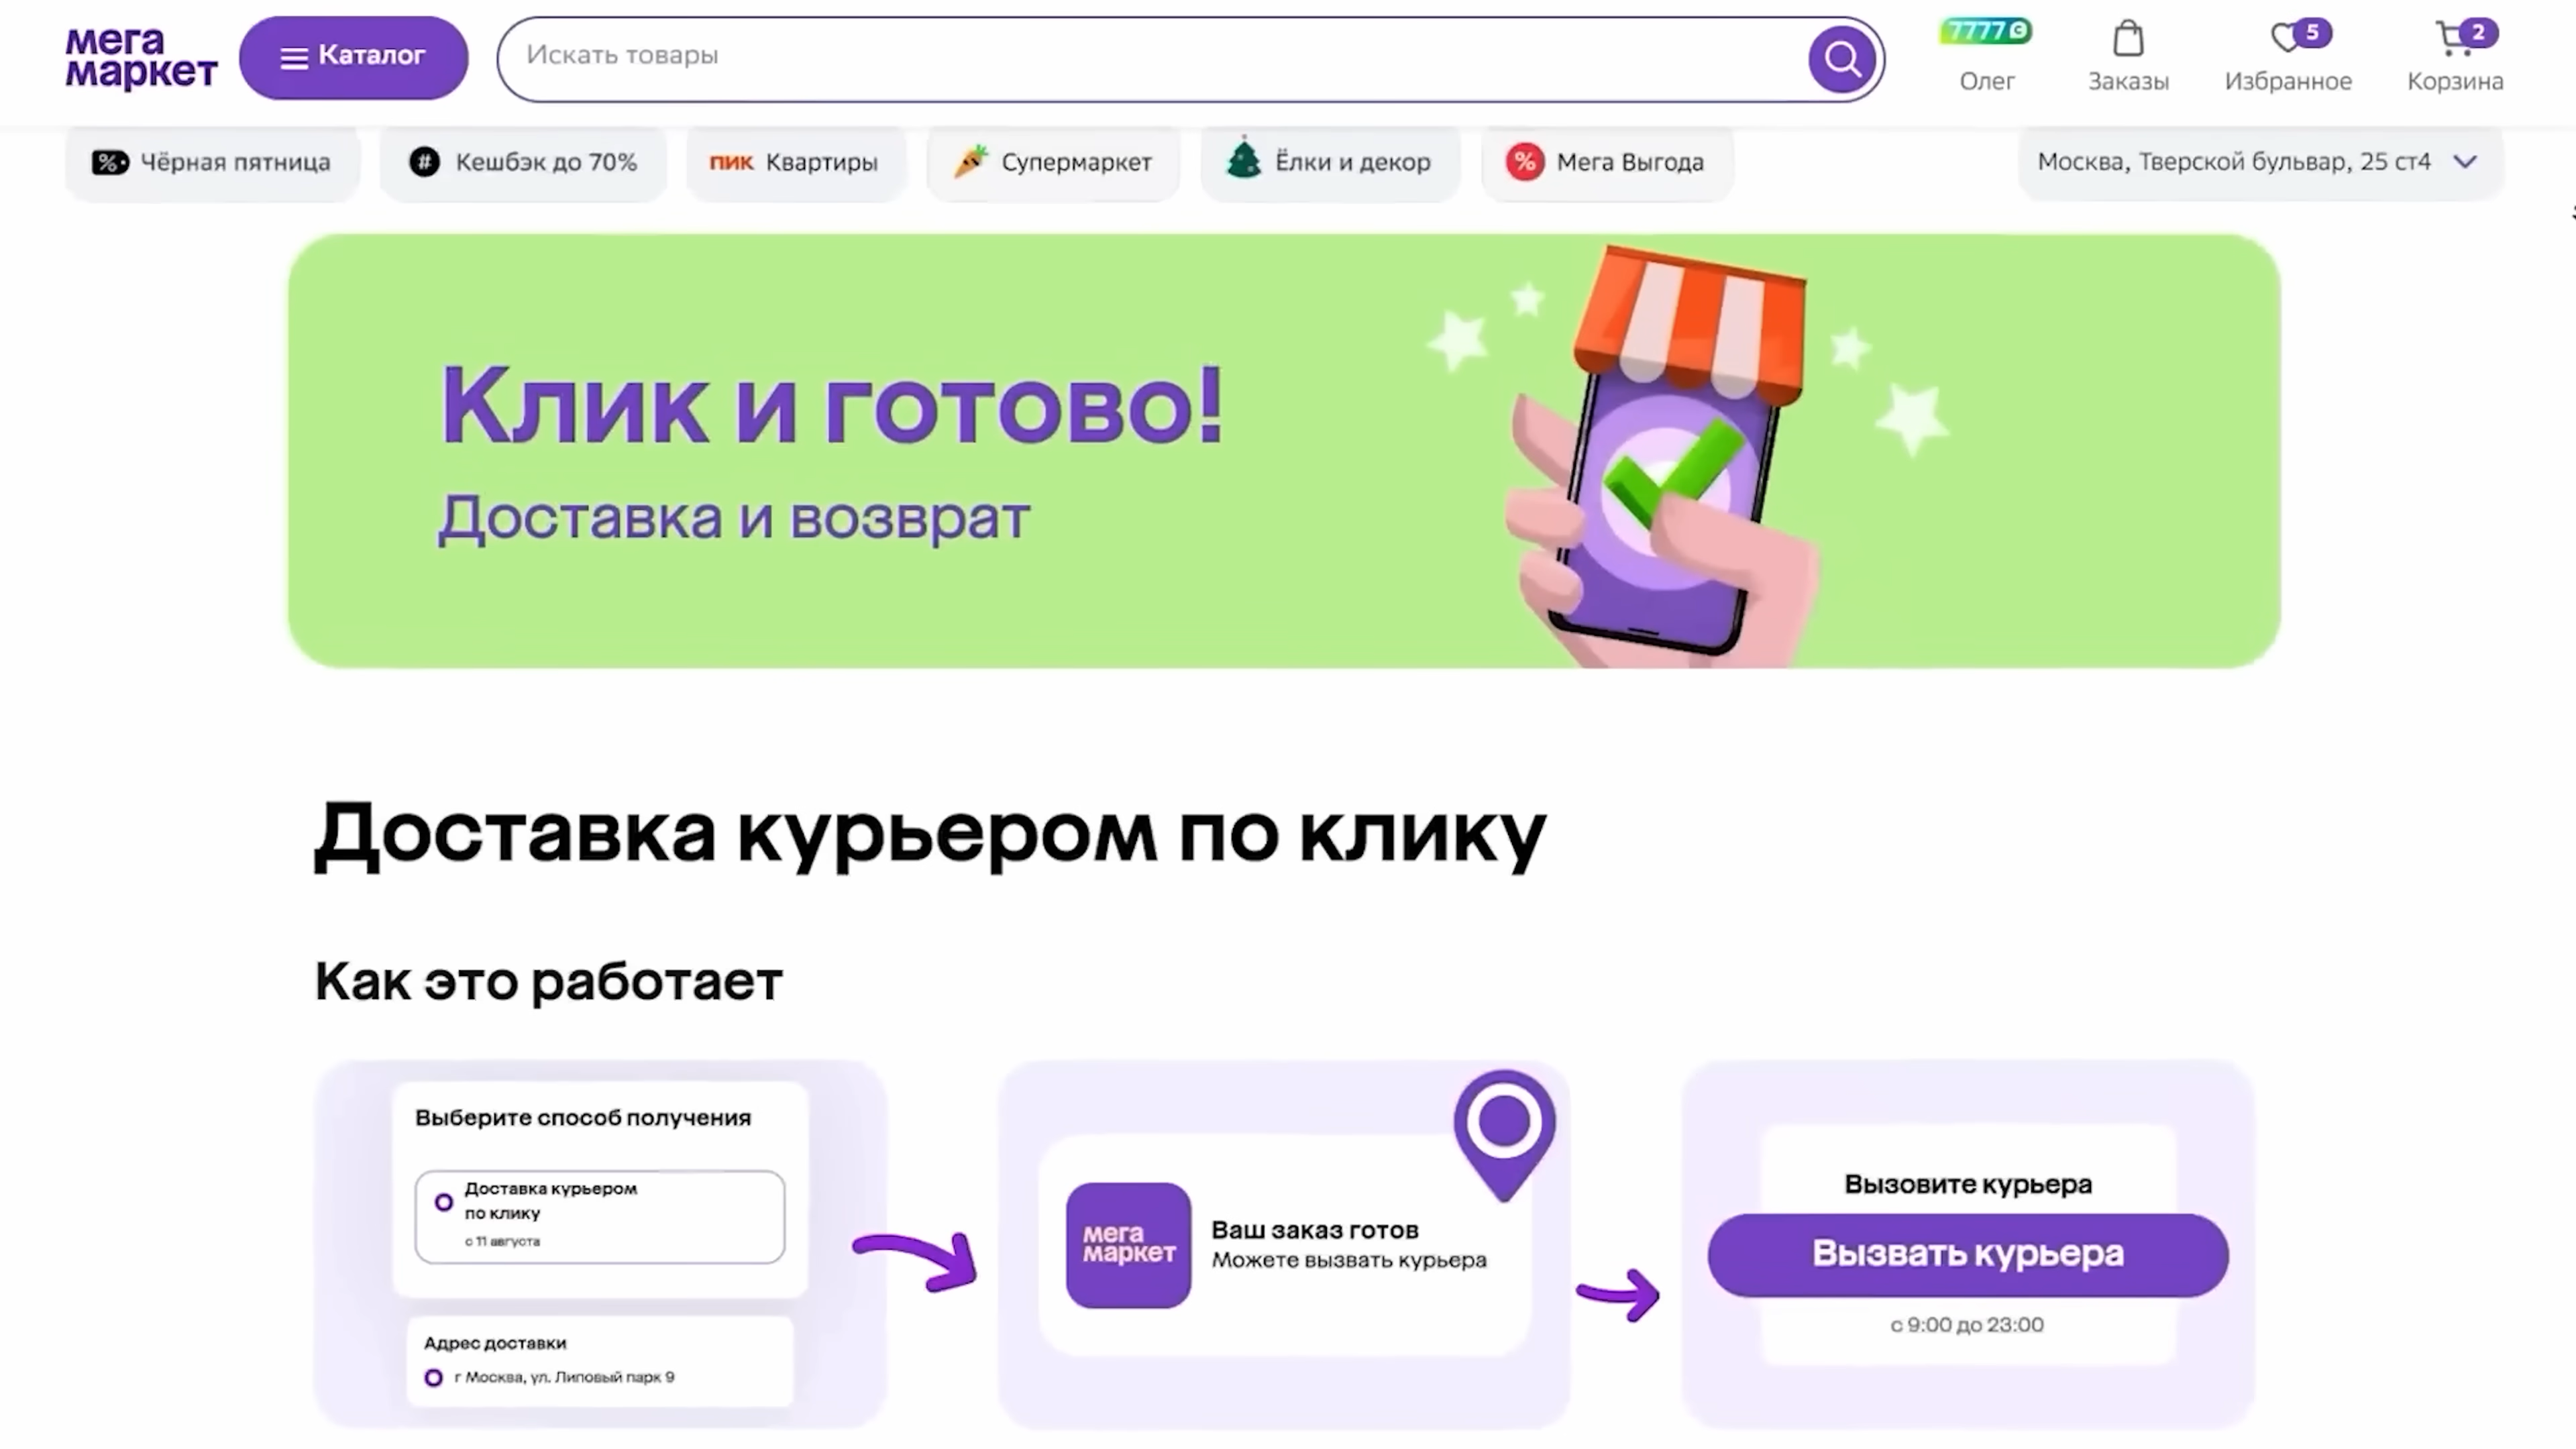 мега
маркет
Каталог
Искать товары
7777
Олег
Заказы
5
Избранное
2
Корзина
% Чёрная пятница
# Кешбэк до 70%
ПИК Квартиры
Супермаркет
Ёлки и декор
% Мега Выгода
Москва, Тверской бульвар, 25 ст4
Клик и готово!
Доставка и возврат
Доставка курьером по клику
Как это работает
Выберите способ получения
Доставка курьером
по клику
с 11 августа
Адрес доставки
г Москва, ул. Липовый парк 9
мега
маркет
Ваш заказ готов
Можете вызвать курьера
Вызовите курьера
Вызвать курьера
с 9:00 до 23:00